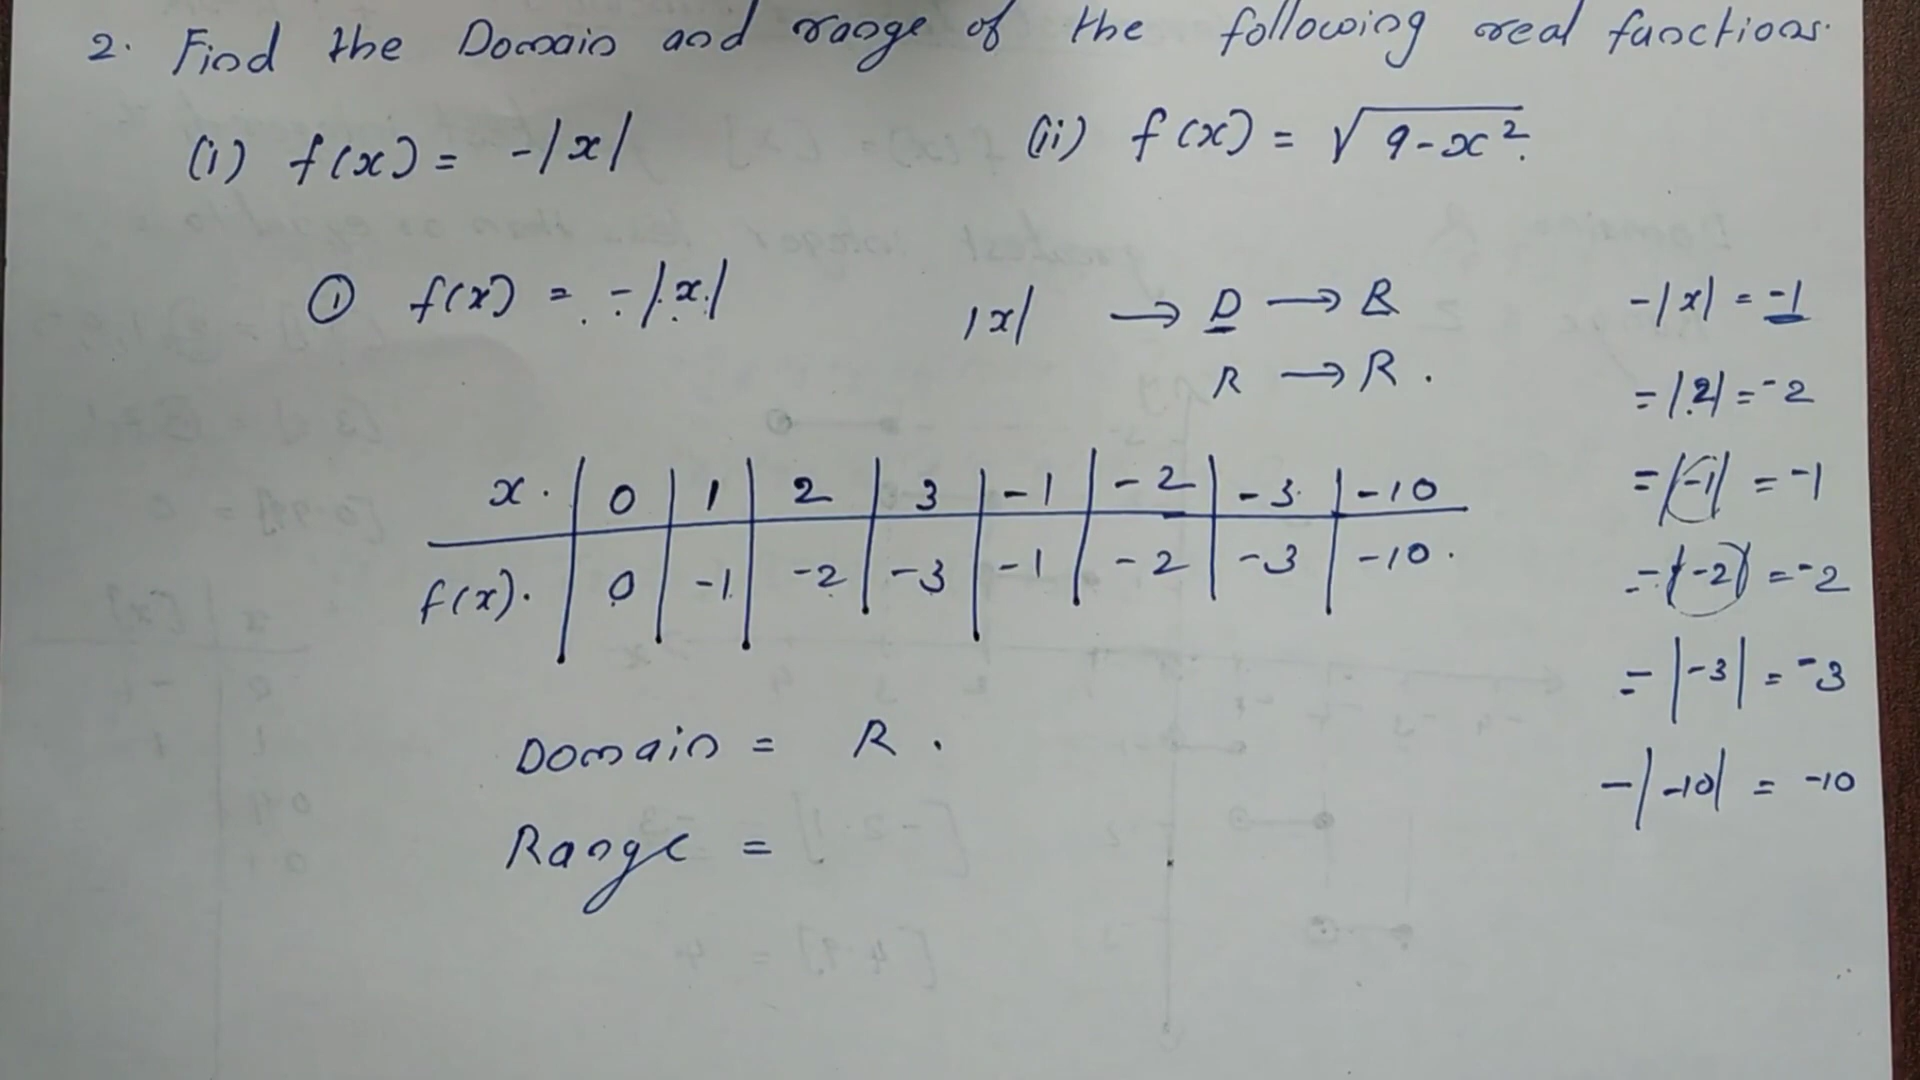 2. Find the Domain and range of the following real functions.
(i) f(x) = -|x| (ii) f(x) = √9-x².
① f(x) = -|x| |x| → D → R -|x| = -1
R → R. = |2| = -2
x. 0 1 2 3 -1 -2 -3 -10 = |-1| = -1
f(x). 0 -1 -2 -3 -1 -2 -3 -10. = |-2| = -2
= |-3| = -3
Domain = R. -|-10| = -10
Range =